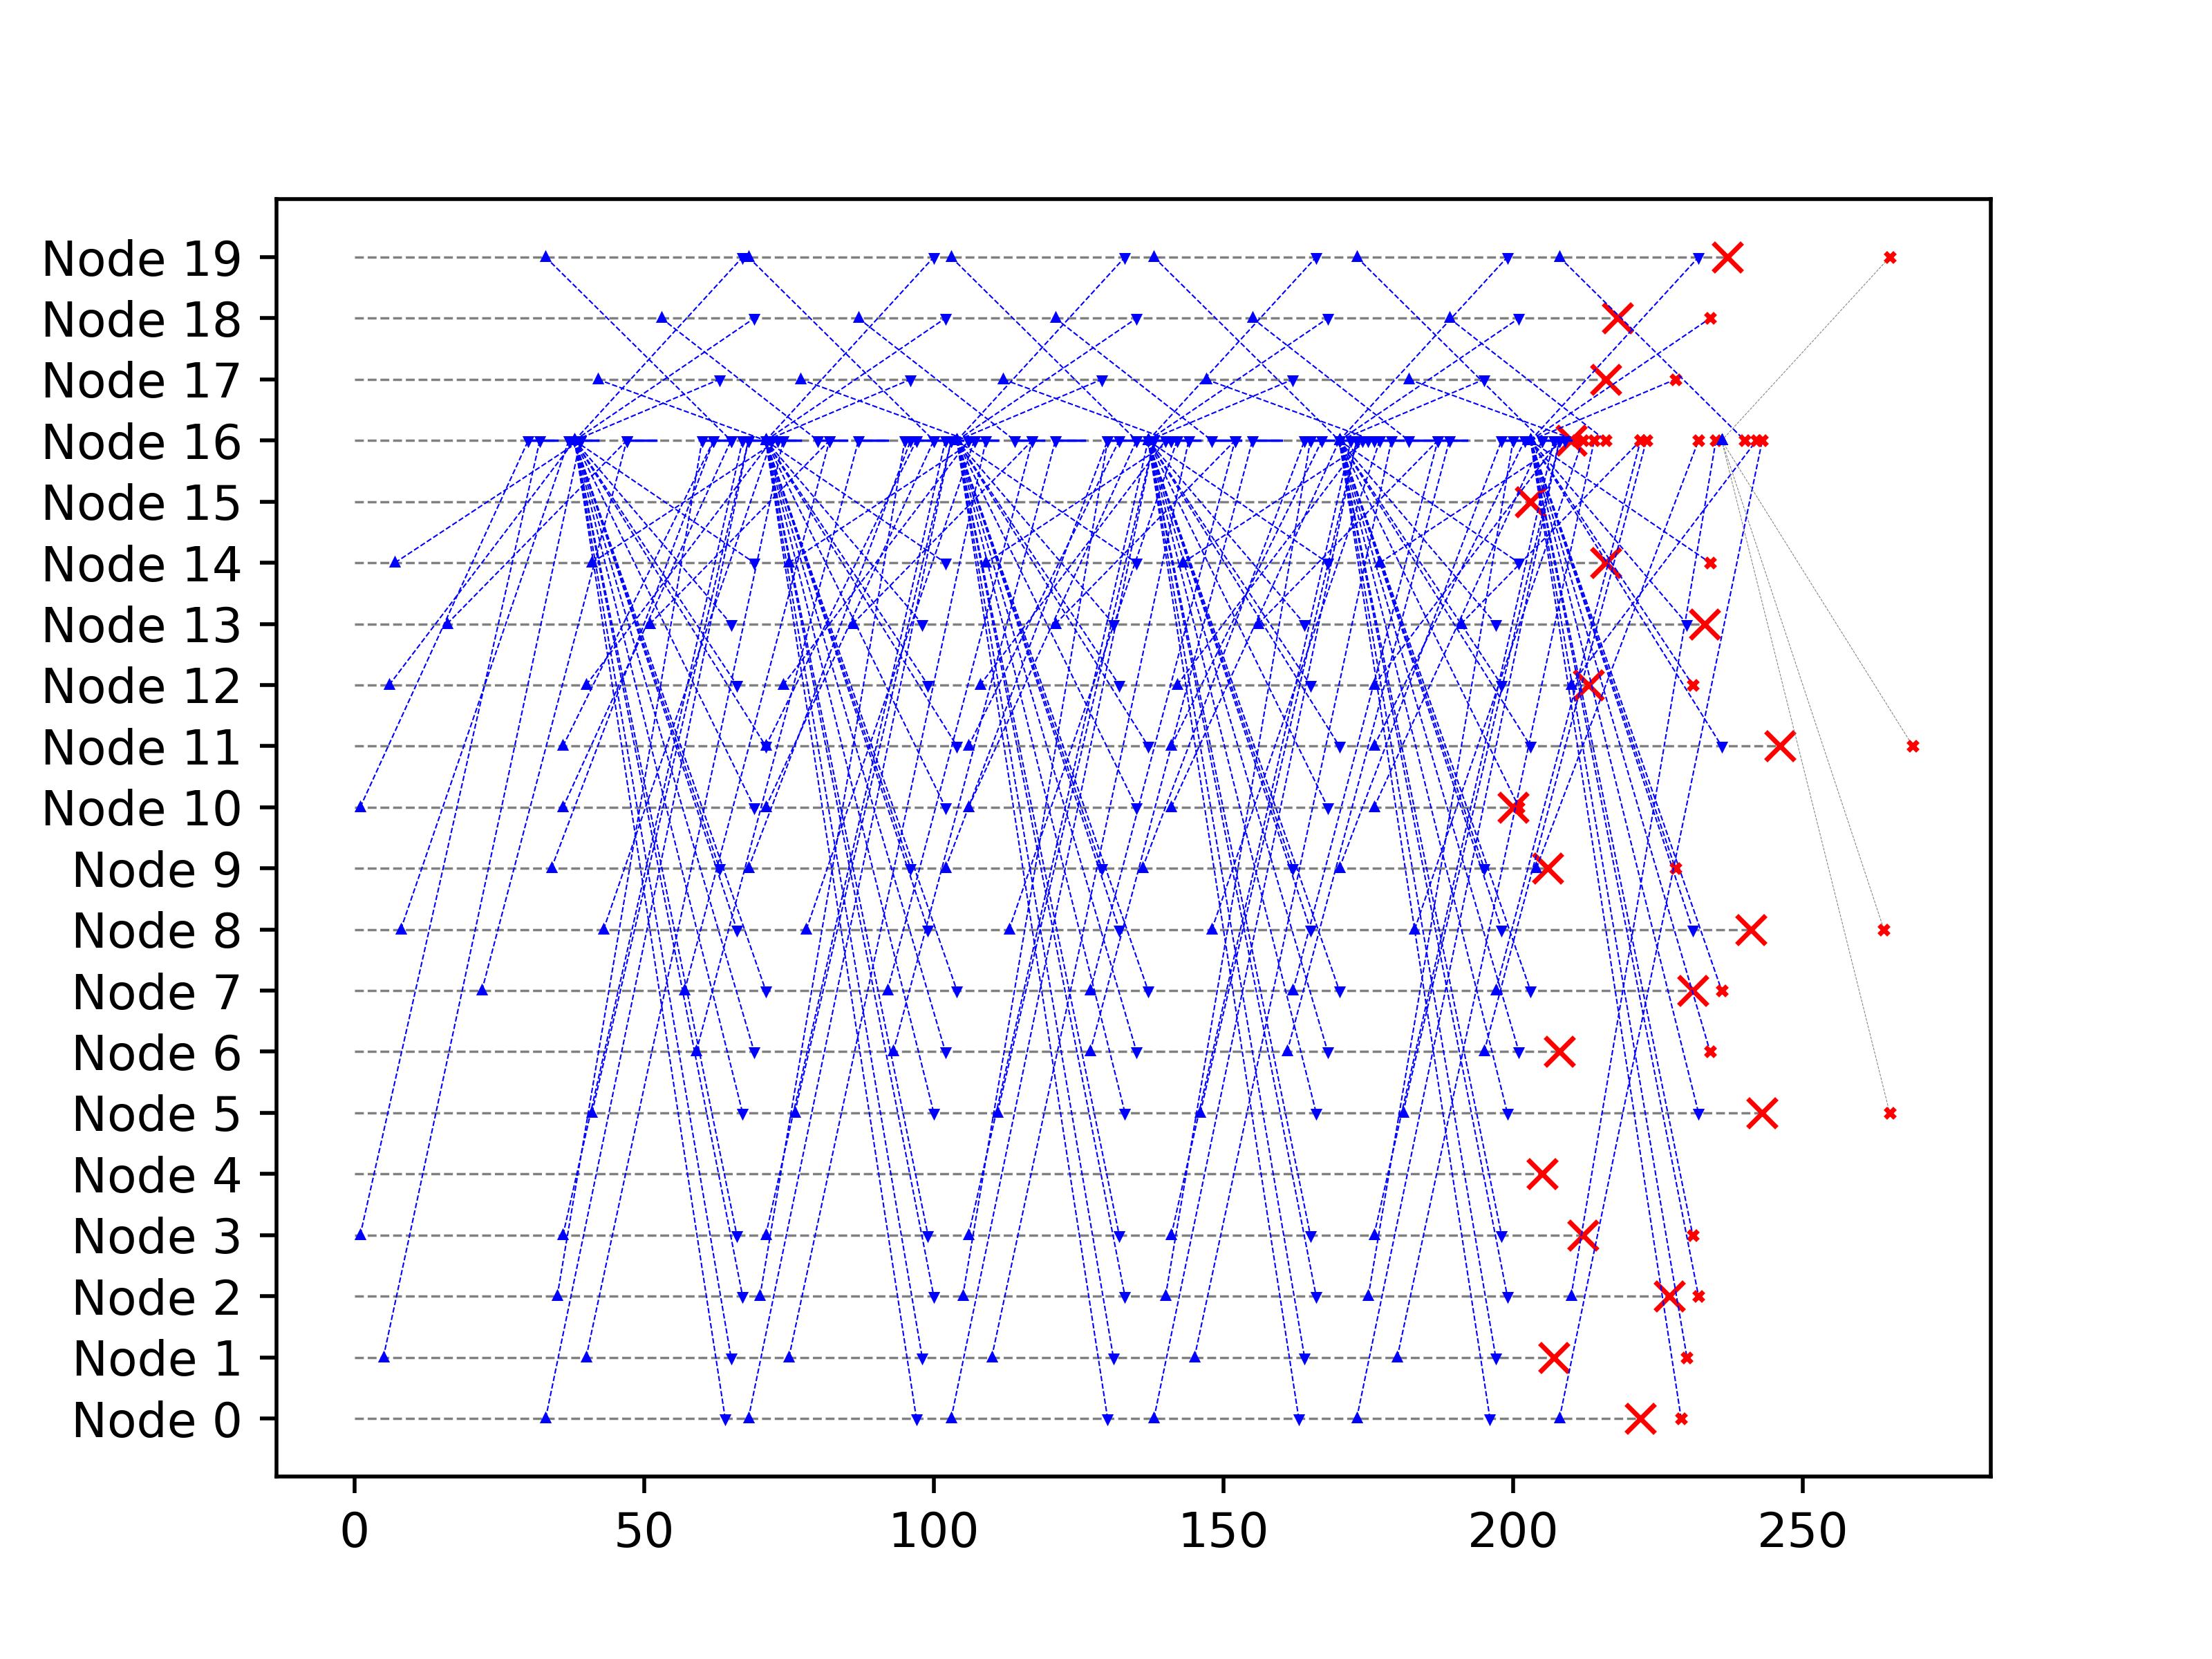 Node 19
Node 18
Node 17
Node 16
Node 15
Node 14
Node 13
Node 12
Node 11
Node 10
Node 9
Node 8
Node 7
Node 6
Node 5
Node 4
Node 3
Node 2
Node 1
Node 0
0 50 100 150 200 250